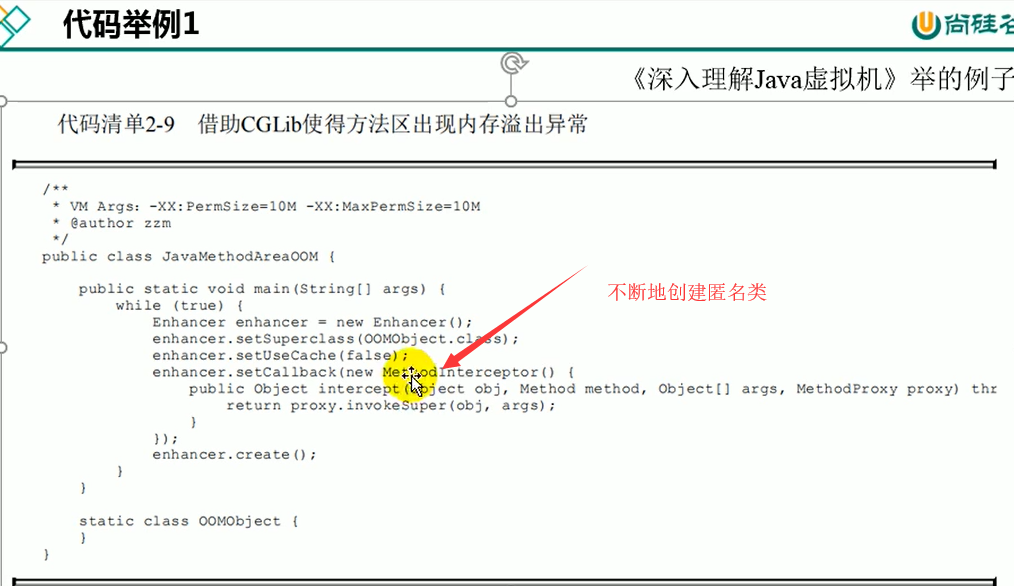 代码举例1
尚硅谷
《深入理解Java虚拟机》举的例子
代码清单2-9 借助CGLib使得方法区出现内存溢出异常
/**
 * VM Args: -XX:PermSize=10M -XX:MaxPermSize=10M
 * @author zzm
 */
public class JavaMethodAreaOOM {
    public static void main(String[] args) {
        while (true) {
            Enhancer enhancer = new Enhancer();
            enhancer.setSuperclass(OOMObject.class);
            enhancer.setUseCache(false);
            enhancer.setCallback(new MethodInterceptor() {
                public Object intercept(Object obj, Method method, Object[] args, MethodProxy proxy) thr
                    return proxy.invokeSuper(obj, args);
                }
            });
            enhancer.create();
        }
    }
    static class OOMObject {
    }
}
不断地创建匿名类